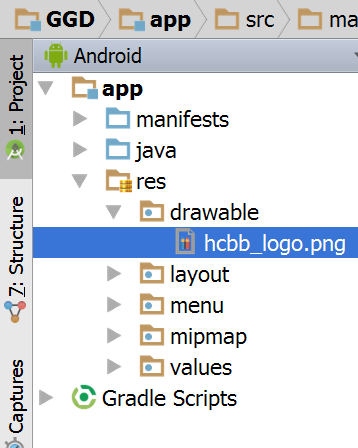 GGD app src ma
Android
1: Project
app
manifests
java
res
drawable
hcbb_logo.png
layout
menu
mipmap
values
Gradle Scripts
7: Structure
Captures